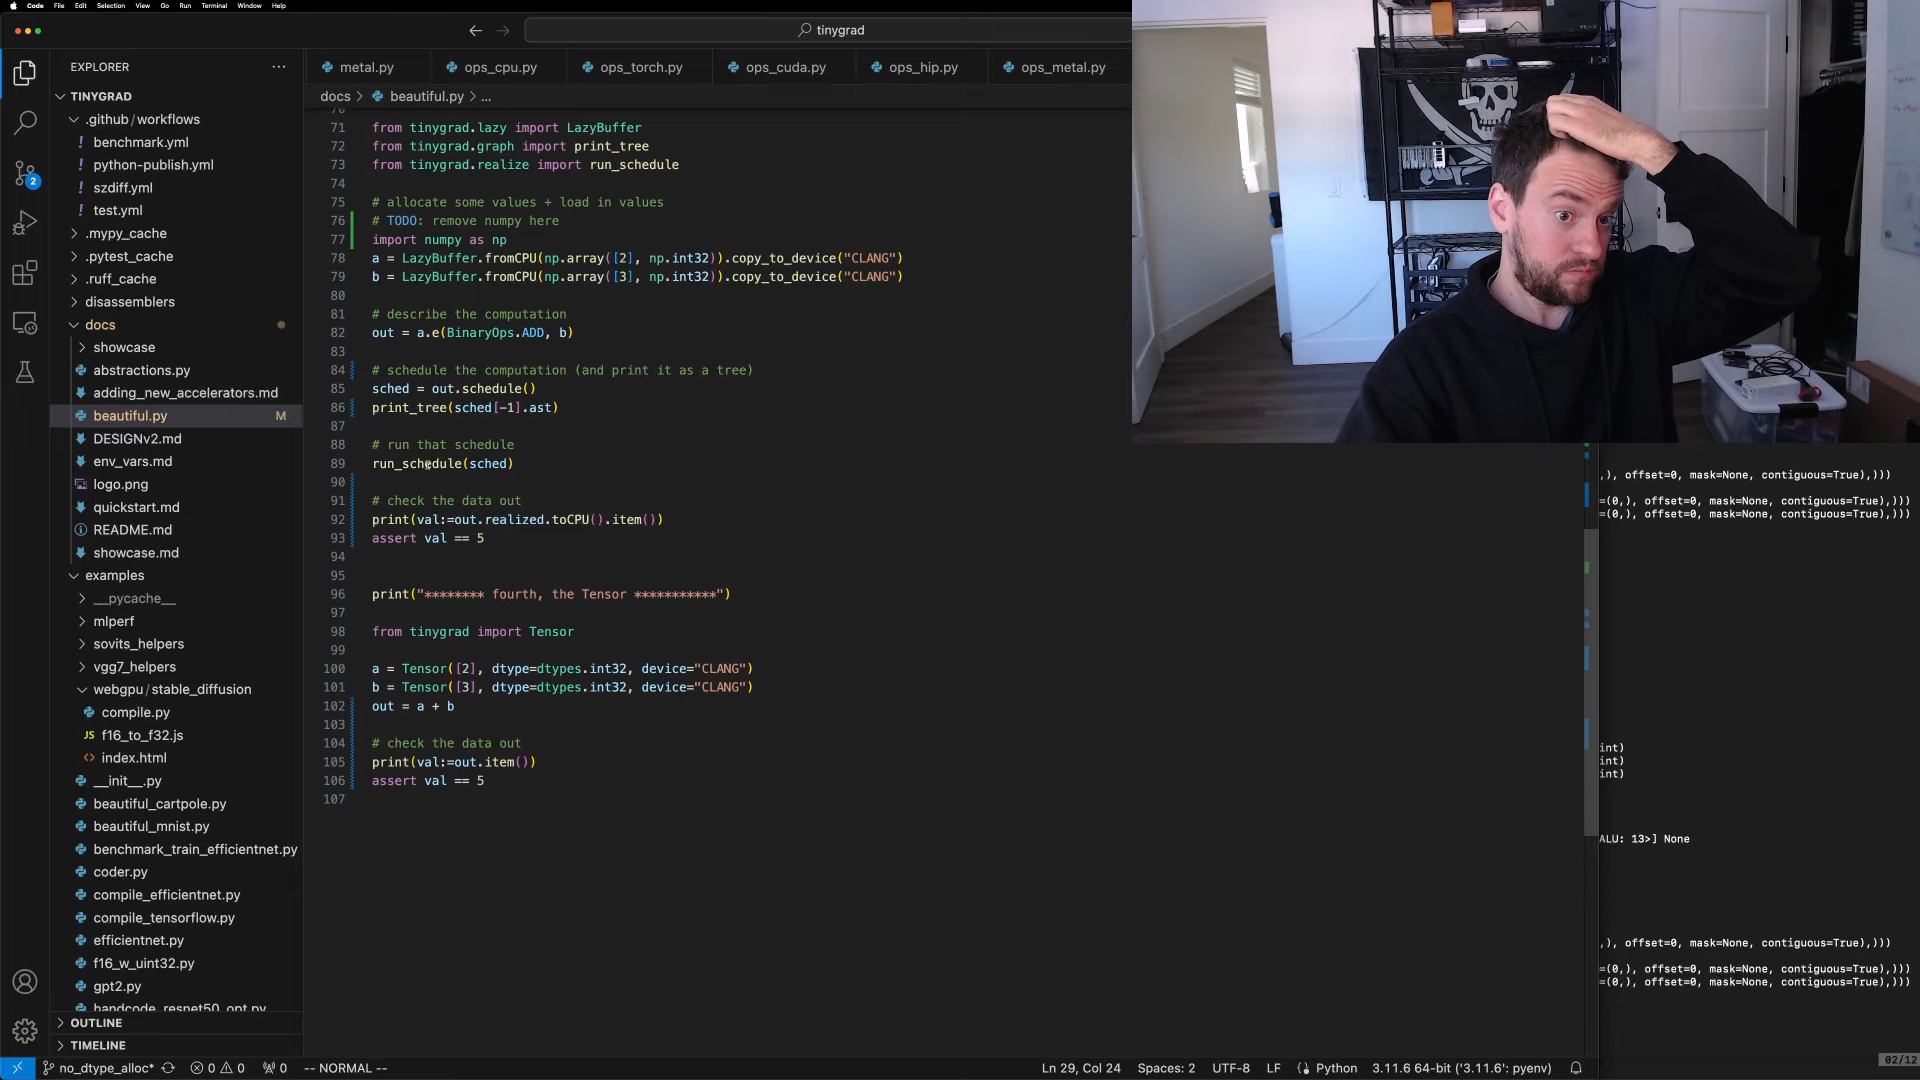 Code File Edit Selection View Go Run Terminal Window Help
tinygrad
EXPLORER
metal.py ops_cpu.py ops_torch.py ops_cuda.py ops_hip.py ops_metal.py
docs > beautiful.py > ...
TINYGRAD
.github/workflows
benchmark.yml
python-publish.yml
szdiff.yml
test.yml
.mypy_cache
.pytest_cache
.ruff_cache
disassemblers
docs
showcase
abstractions.py
adding_new_accelerators.md
beautiful.py M
DESIGNv2.md
env_vars.md
logo.png
quickstart.md
README.md
showcase.md
examples
__pycache__
mlperf
sovits_helpers
vgg7_helpers
webgpu/stable_diffusion
compile.py
JS f16_to_f32.js
index.html
__init__.py
beautiful_cartpole.py
beautiful_mnist.py
benchmark_train_efficientnet.py
coder.py
compile_efficientnet.py
compile_tensorflow.py
efficientnet.py
f16_w_uint32.py
gpt2.py
handcode_resnet50_opt.py
OUTLINE
TIMELINE
2
70
71 from tinygrad.lazy import LazyBuffer
72 from tinygrad.graph import print_tree
73 from tinygrad.realize import run_schedule
74
75 # allocate some values + load in values
76 # TODO: remove numpy here
77 import numpy as np
78 a = LazyBuffer.fromCPU(np.array([2], np.int32)).copy_to_device("CLANG")
79 b = LazyBuffer.fromCPU(np.array([3], np.int32)).copy_to_device("CLANG")
80
81 # describe the computation
82 out = a.e(BinaryOps.ADD, b)
83
84 # schedule the computation (and print it as a tree)
85 sched = out.schedule()
86 print_tree(sched[-1].ast)
87
88 # run that schedule
89 run_schedule(sched)
90
91 # check the data out
92 print(val:=out.realized.toCPU().item())
93 assert val == 5
94
95
96 print("******** fourth, the Tensor ***********")
97
98 from tinygrad import Tensor
99
100 a = Tensor([2], dtype=dtypes.int32, device="CLANG")
101 b = Tensor([3], dtype=dtypes.int32, device="CLANG")
102 out = a + b
103
104 # check the data out
105 print(val:=out.item())
106 assert val == 5
107
,), offset=0, mask=None, contiguous=True),)))
=(0,), offset=0, mask=None, contiguous=True),)))
=(0,), offset=0, mask=None, contiguous=True),)))
int)
int)
int)
ALU: 13>] None
,), offset=0, mask=None, contiguous=True),)))
=(0,), offset=0, mask=None, contiguous=True),)))
=(0,), offset=0, mask=None, contiguous=True),)))
02/12
no_dtype_alloc* 0 0 0 -- NORMAL -- Ln 29, Col 24 Spaces: 2 UTF-8 LF Python 3.11.6 64-bit ('3.11.6': pyenv)